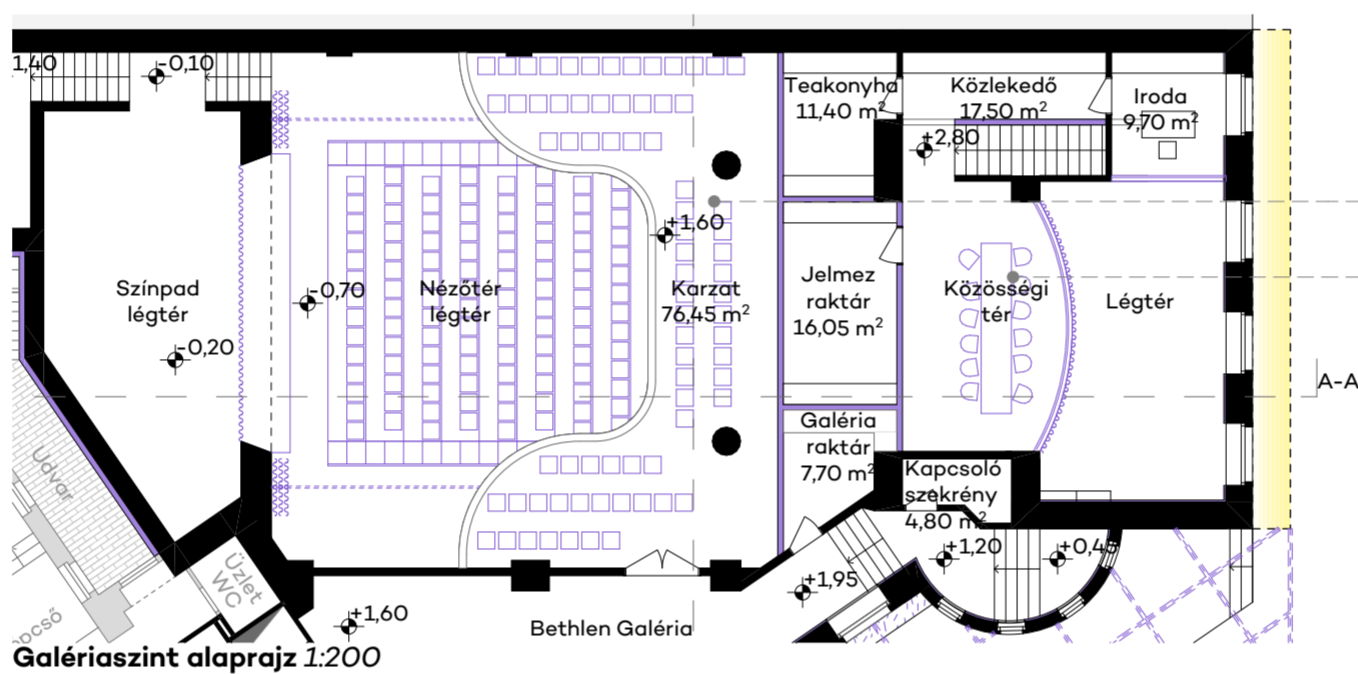 1,40
-0,10
Teakonyha
11,40 m²
Közlekedő
17,50 m²
Iroda
9,70 m²
+2,80
+1,60
Színpad
légtér
-0,70
Nézőtér
légtér
Karzat
76,45 m²
Jelmez
raktár
16,05 m²
Közösségi
tér
Légtér
-0,20
A-A
Galéria
raktár
7,70 m²
Kapcsoló
szekrény
4,80 m²
Udvar
+1,20
Üzlet
WC
+1,95
+1,60
Bethlen Galéria
Galériaszint alaprajz 1:200